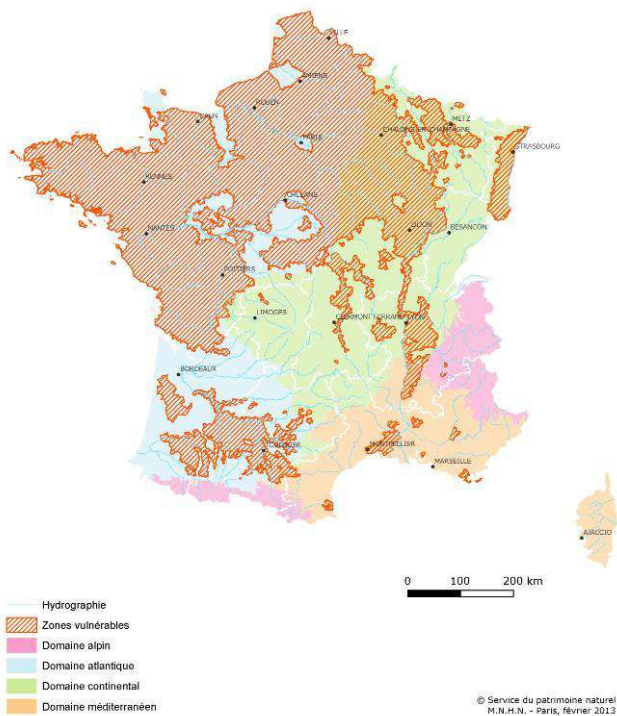 LILLE
AMIENS
ROUEN
CAEN
METZ
PARIS
CHALONS-EN-CHAMPAGNE
STRASBOURG
RENNES
ORLEANS
DIJON
BESANCON
NANTES
POITIERS
LIMOGES
CLERMONT FERRAND
LYON
BORDEAUX
TOULOUSE
MONTPELLIER
MARSEILLE
AJACCIO
0 100 200 km
Hydrographie
Zones vulnérables
Domaine alpin
Domaine atlantique
Domaine continental
Domaine méditerranéen
© Service du patrimoine naturel
M.N.H.N. - Paris, février 2013